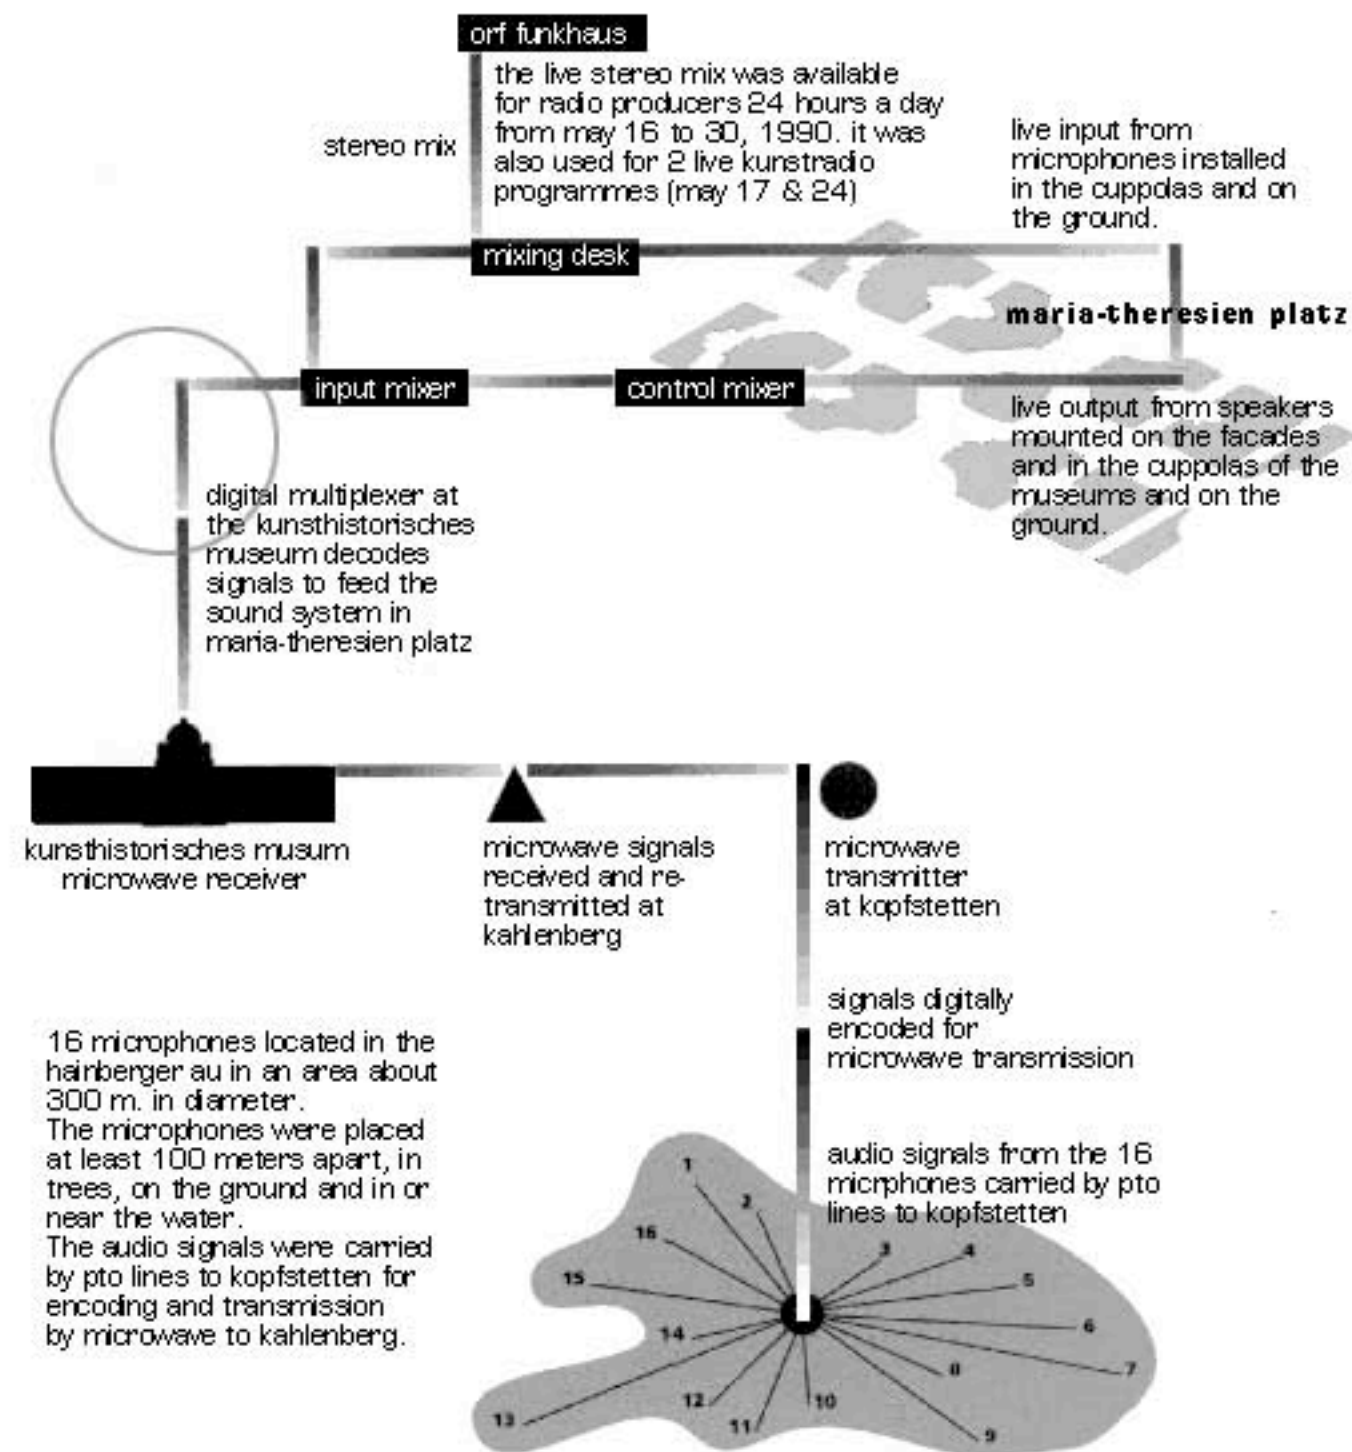 orf funkhaus
the live stereo mix was available
for radio producers 24 hours a day
from may 16 to 30, 1990. it was
also used for 2 live kunstradio
programmes (may 17 & 24)
stereo mix
live input from
microphones installed
in the cuppolas and on
the ground.
mixing desk
maria-theresien platz
input mixer
control mixer
live output from speakers
mounted on the facades
and in the cuppolas of the
museums and on the
ground.
digital multiplexer at
the kunsthistorisches
museum decodes
signals to feed the
sound system in
maria-theresien platz
kunsthistorisches musum
microwave receiver
microwave signals
received and re-
transmitted at
kahlenberg
microwave
transmitter
at kopfstetten
signals digitally
encoded for
microwave transmission
16 microphones located in the
hainberger au in an area about
300 m. in diameter.
The microphones were placed
at least 100 meters apart, in
trees, on the ground and in or
near the water.
The audio signals were carried
by pto lines to kopfstetten for
encoding and transmission
by microwave to kahlenberg.
audio signals from the 16
micrphones carried by pto
lines to kopfstetten
1
2
3
4
5
6
7
8
9
10
11
12
13
14
15
16